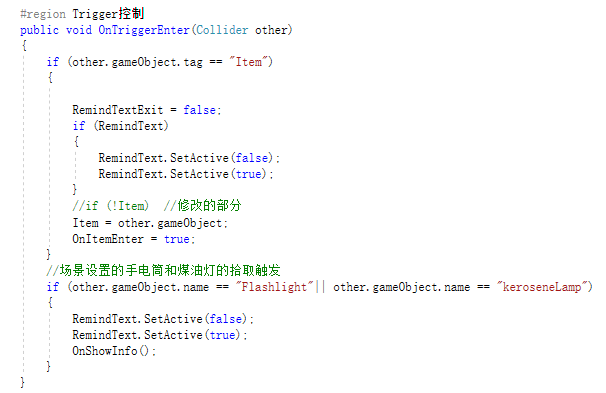 #region Trigger控制
public void OnTriggerEnter(Collider other)
{
if (other.gameObject.tag == "Item")
{
RemindTextExit = false;
if (RemindText)
{
RemindText.SetActive(false);
RemindText.SetActive(true);
}
//if (!Item) //修改的部分
Item = other.gameObject;
OnItemEnter = true;
}
//场景设置的手电筒和煤油灯的拾取触发
if (other.gameObject.name == "Flashlight"|| other.gameObject.name == "keroseneLamp")
{
RemindText.SetActive(false);
RemindText.SetActive(true);
OnShowInfo();
}
}